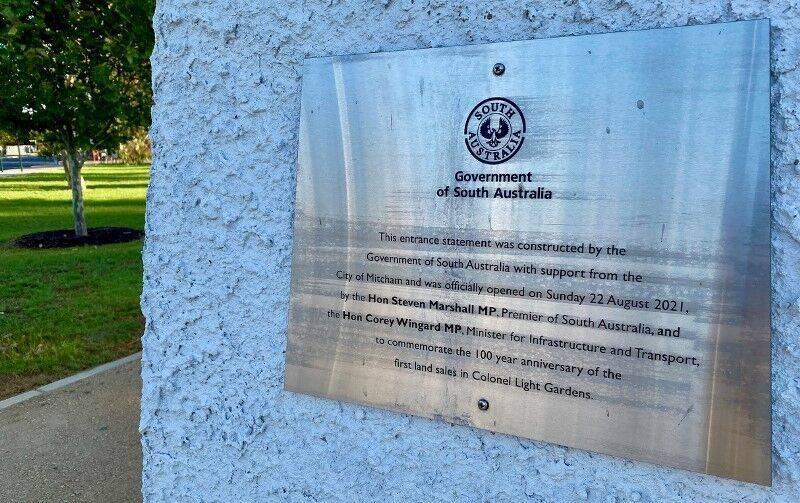 SOUTH
AUSTRALIA
Government
of South Australia
This entrance statement was constructed by the
Government of South Australia with support from the
City of Mitcham and was officially opened on Sunday 22 August 2021,
by the Hon Steven Marshall MP, Premier of South Australia, and
the Hon Corey Wingard MP, Minister for Infrastructure and Transport,
to commemorate the 100 year anniversary of the
first land sales in Colonel Light Gardens.